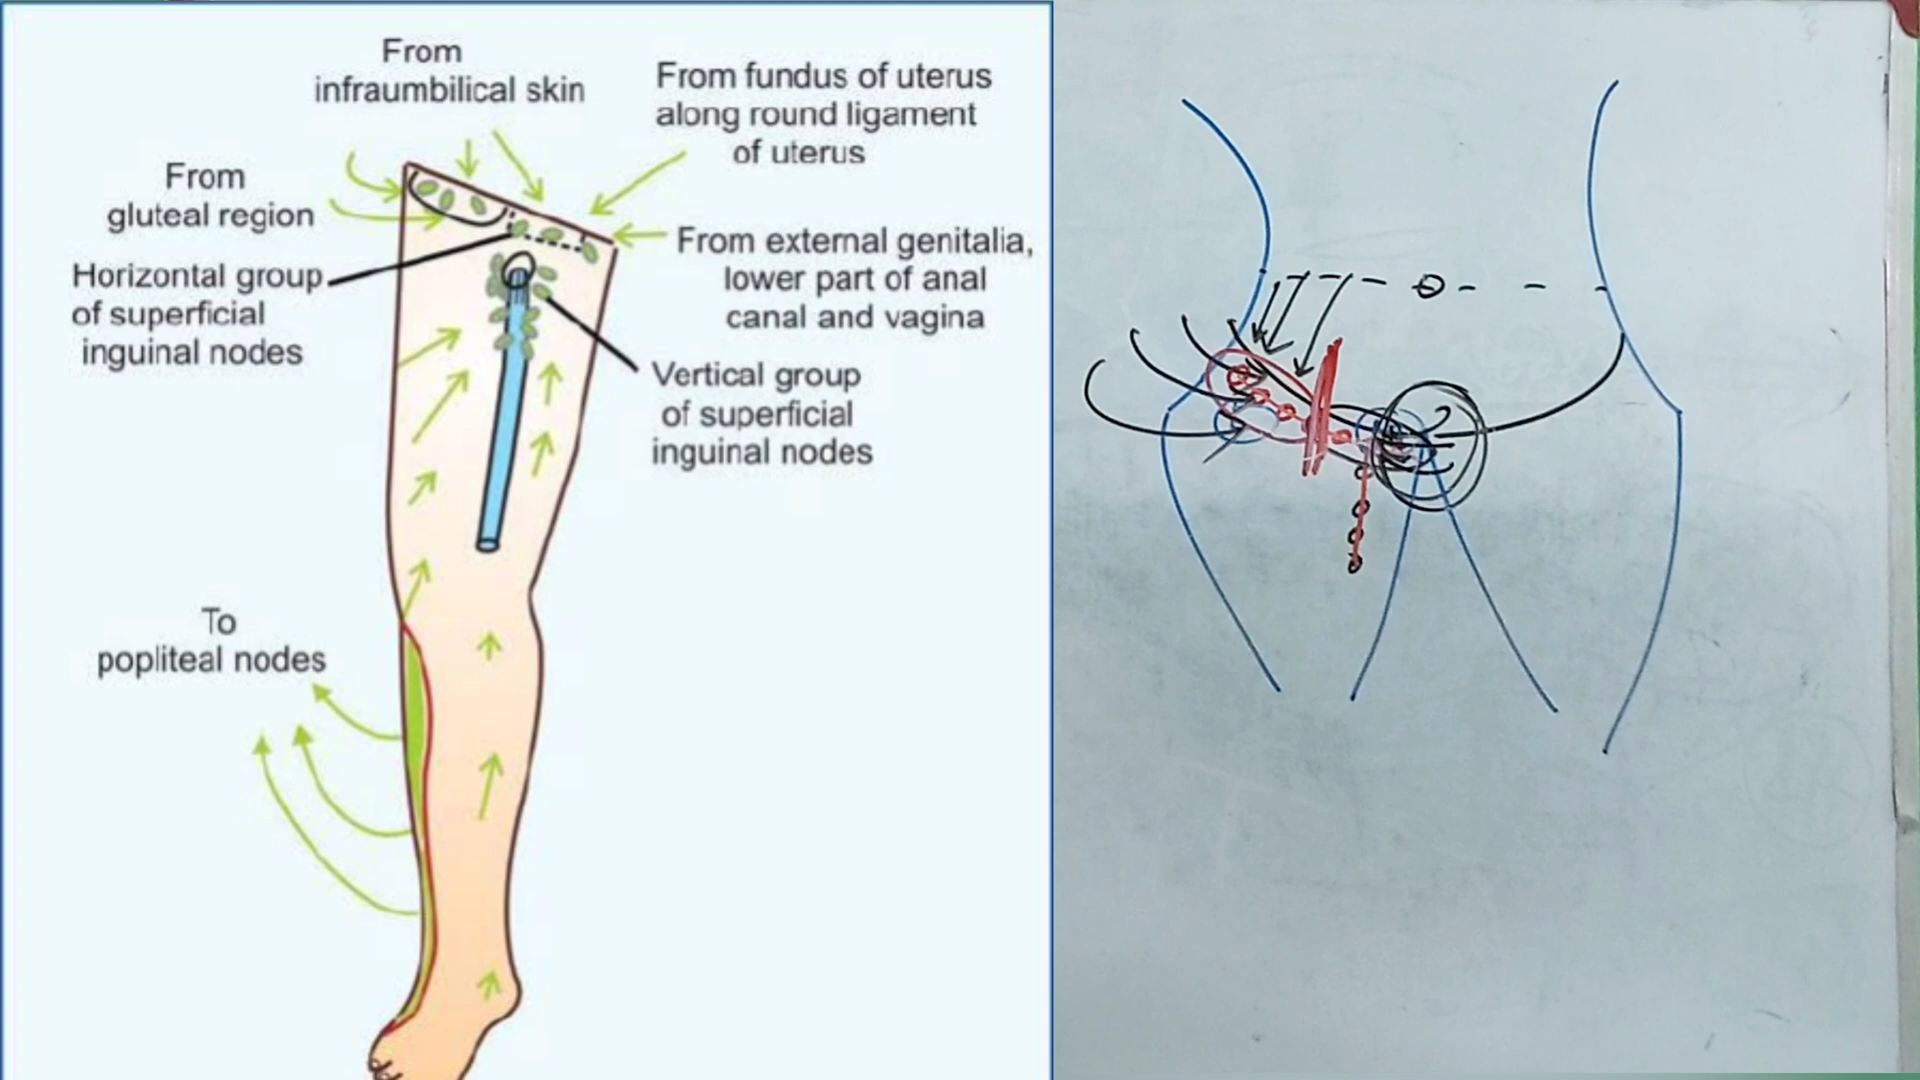 From
infraumbilical skin
From fundus of uterus
along round ligament
of uterus
From
gluteal region
From external genitalia,
lower part of anal
canal and vagina
Horizontal group
of superficial
inguinal nodes
Vertical group
of superficial
inguinal nodes
To
popliteal nodes